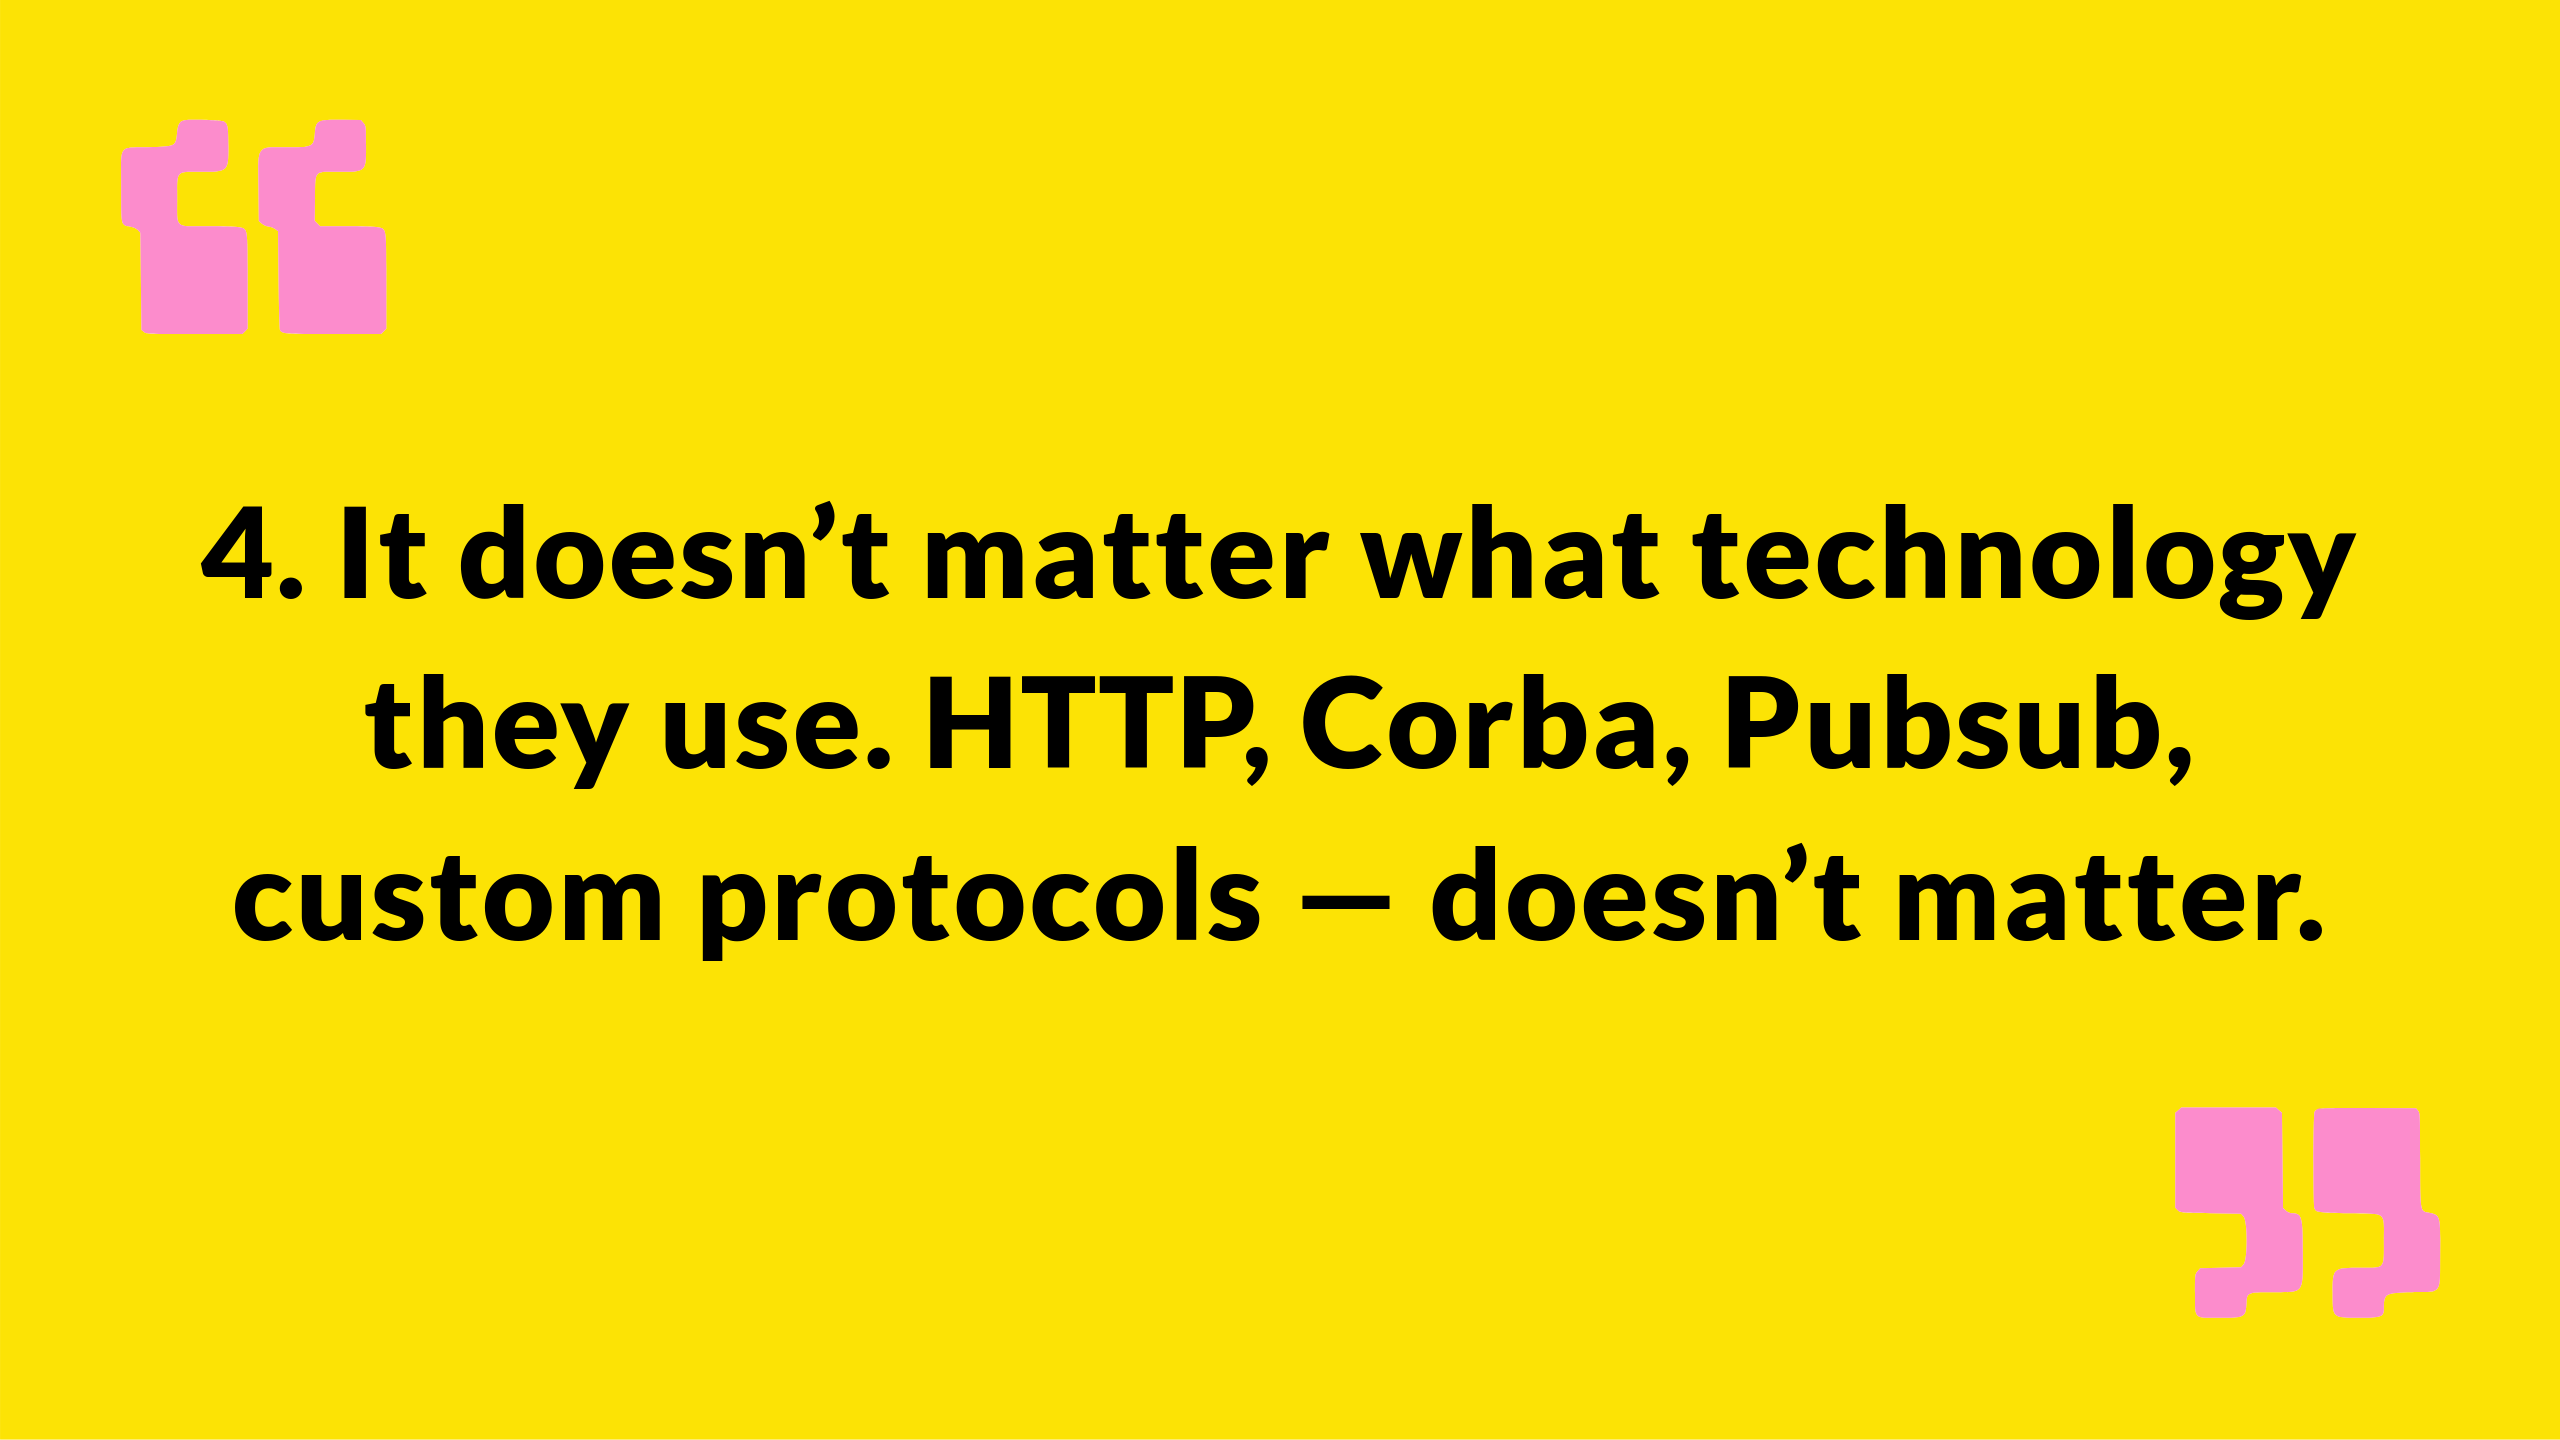 4. It doesn’t matter what technology
they use. HTTP, Corba, Pubsub,
custom protocols — doesn’t matter.